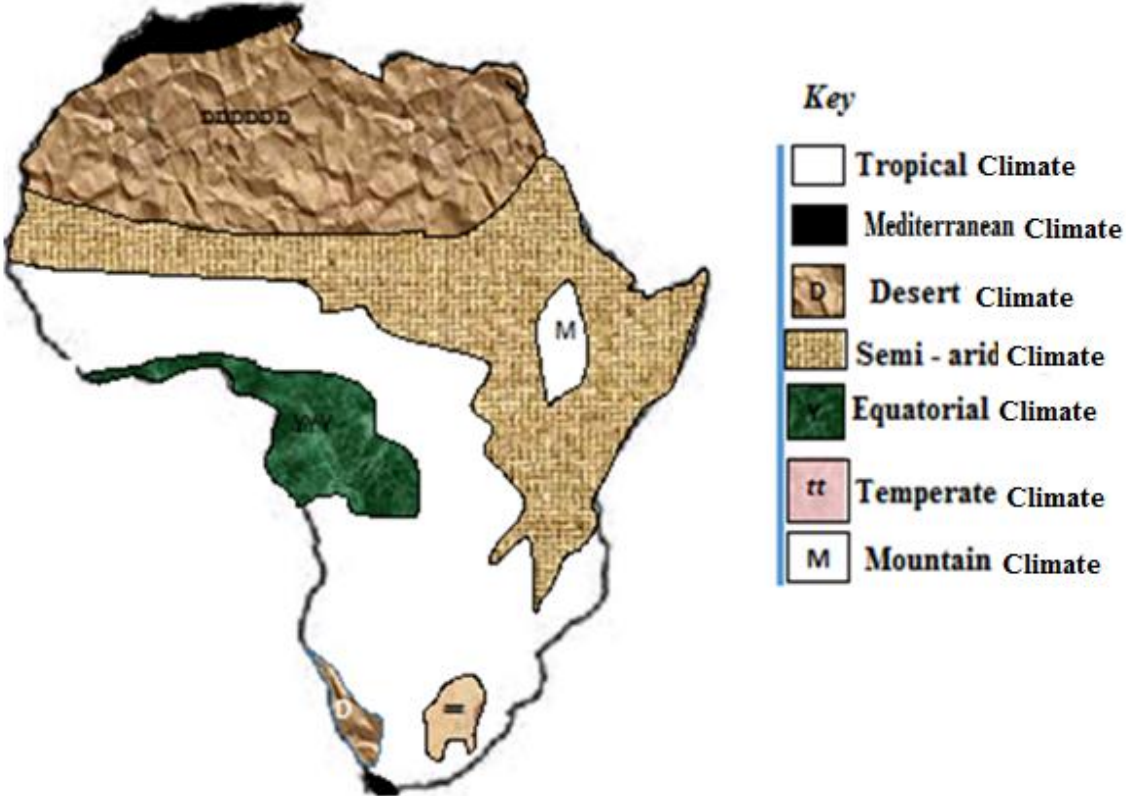 DDDDDD
M
YYY
D
Key
Tropical Climate
Mediterranean Climate
D Desert Climate
Semi - arid Climate
Y Equatorial Climate
tt Temperate Climate
M Mountain Climate